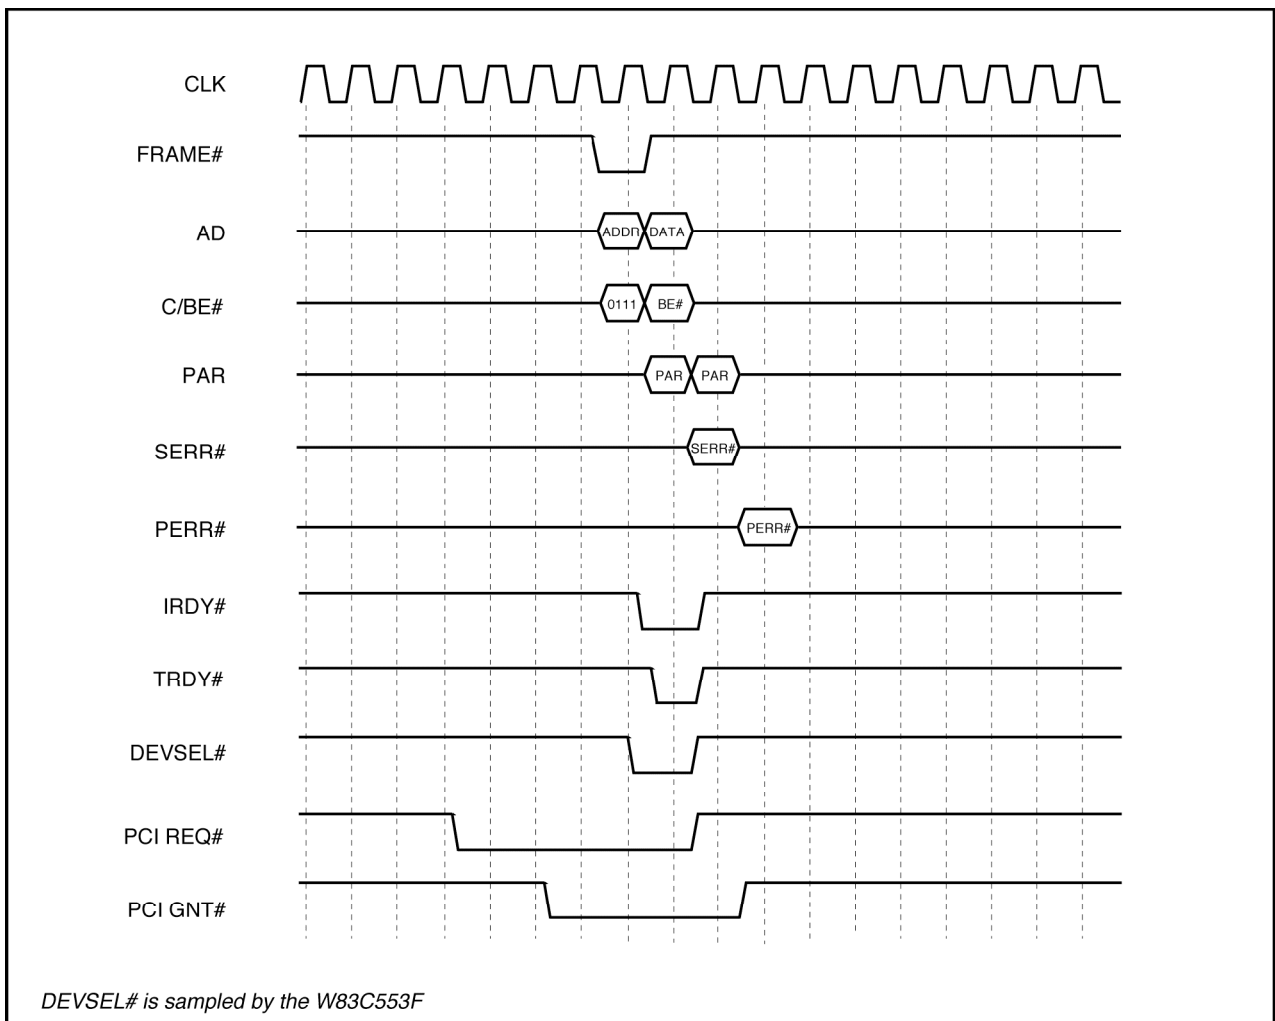 CLK
FRAME#
AD
ADDR
DATA
C/BE#
0111
BE#
PAR
PAR
PAR
SERR#
SERR#
PERR#
PERR#
IRDY#
TRDY#
DEVSEL#
PCI REQ#
PCI GNT#
DEVSEL# is sampled by the W83C553F